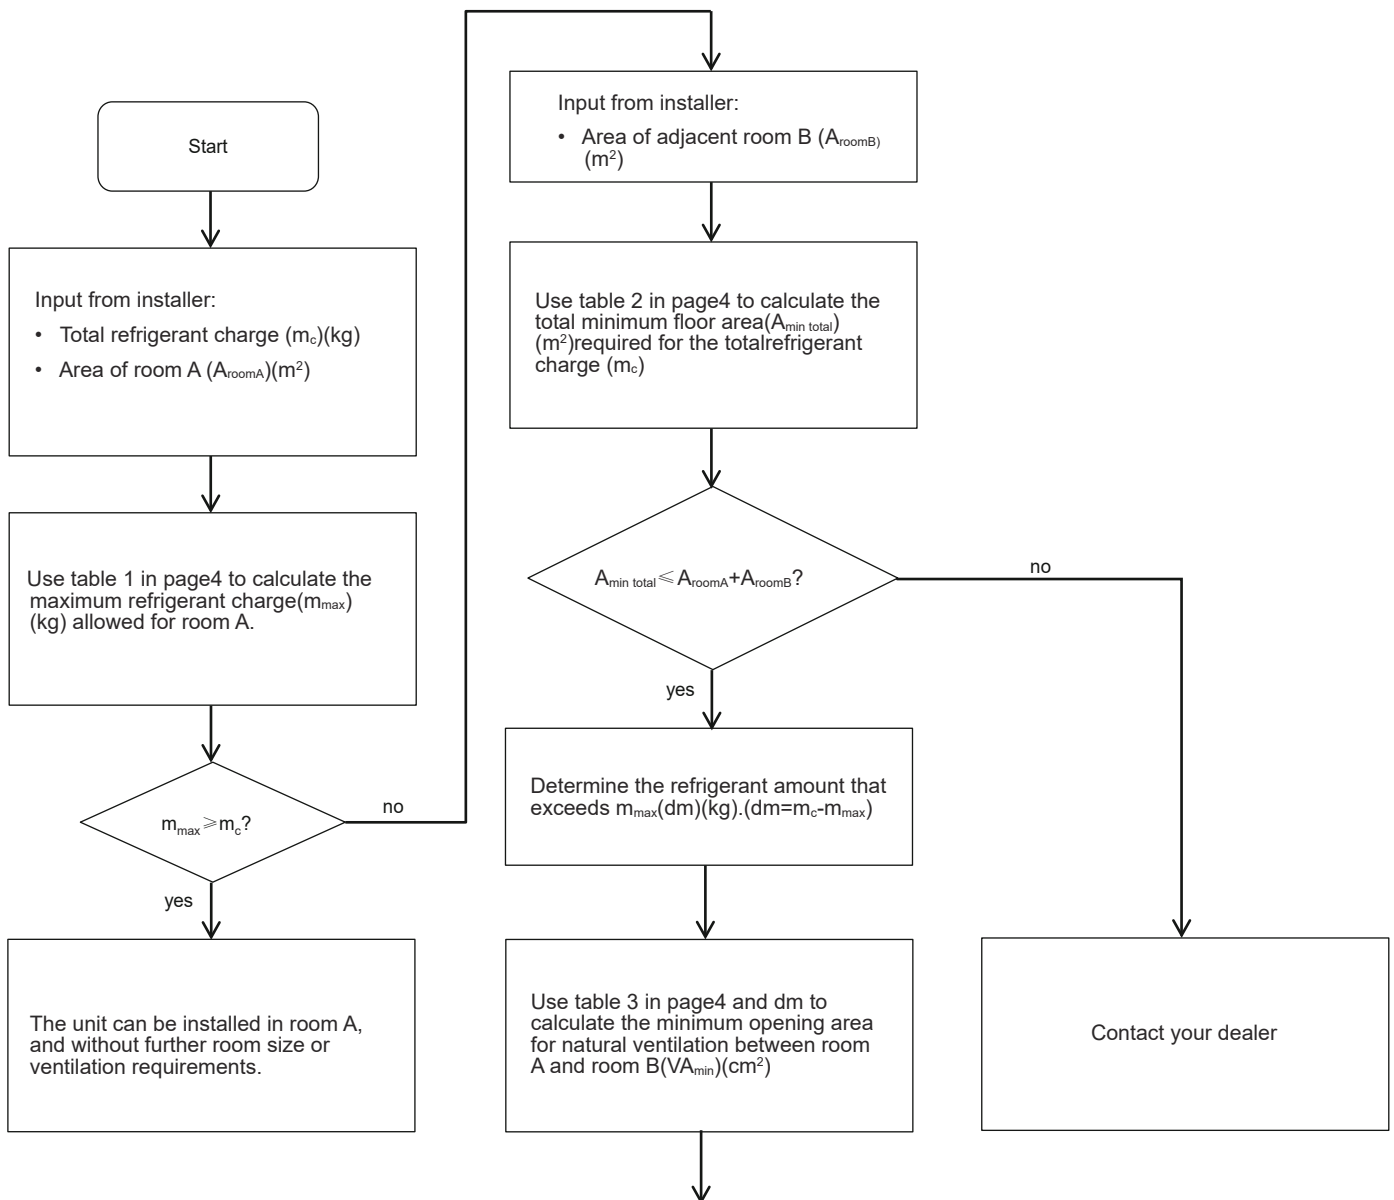 Start
Input from installer:
• Total refrigerant charge (mc)(kg)
• Area of room A (AroomA)(m²)
Use table 1 in page4 to calculate the
maximum refrigerant charge(mmax)
(kg) allowed for room A.
mmax⩾mc?
no
yes
The unit can be installed in room A,
and without further room size or
ventilation requirements.
Input from installer:
• Area of adjacent room B (AroomB)
(m²)
Use table 2 in page4 to calculate the
total minimum floor area(Amin total)
(m²)required for the totalrefrigerant
charge (mc)
Amin total⩽AroomA+AroomB?
no
yes
Determine the refrigerant amount that
exceeds mmax(dm)(kg).(dm=mc-mmax)
Use table 3 in page4 and dm to
calculate the minimum opening area
for natural ventilation between room
A and room B(VAmin)(cm²)
Contact your dealer